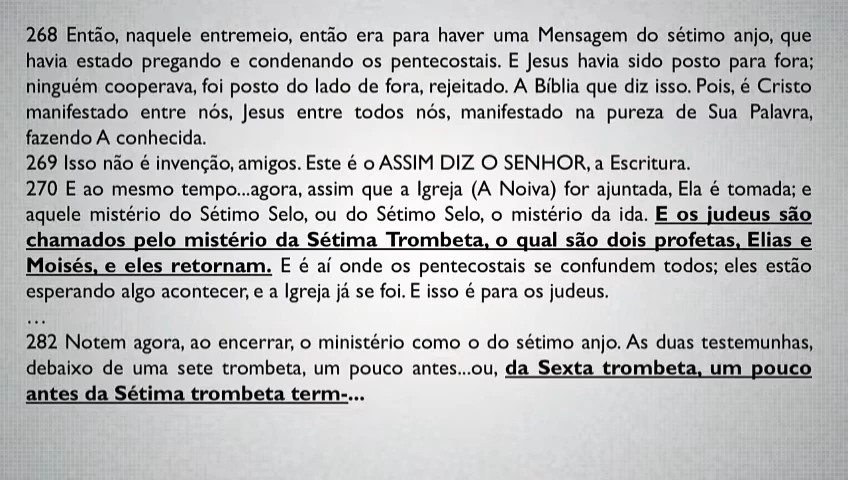 268 Então, naquele entremeio, então era para haver uma Mensagem do sétimo anjo, que
havia estado pregando e condenando os pentecostais. E Jesus havia sido posto para fora;
ninguém cooperava, foi posto do lado de fora, rejeitado. A Bíblia que diz isso. Pois, é Cristo
manifestado entre nós, Jesus entre todos nós, manifestado na pureza de Sua Palavra,
fazendo A conhecida.
269 Isso não é invenção, amigos. Este é o ASSIM DIZ O SENHOR, a Escritura.
270 E ao mesmo tempo...agora, assim que a Igreja (A Noiva) for ajuntada, Ela é tomada; e
aquele mistério do Sétimo Selo, ou do Sétimo Selo, o mistério da ida. E os judeus são
chamados pelo mistério da Sétima Trombeta, o qual são dois profetas, Elias e
Moisés, e eles retornam. E é aí onde os pentecostais se confundem todos; eles estão
esperando algo acontecer, e a Igreja já se foi. E isso é para os judeus.
...
282 Notem agora, ao encerrar, o ministério como o do sétimo anjo. As duas testemunhas,
debaixo de uma sete trombeta, um pouco antes...ou, da Sexta trombeta, um pouco
antes da Sétima trombeta term-...